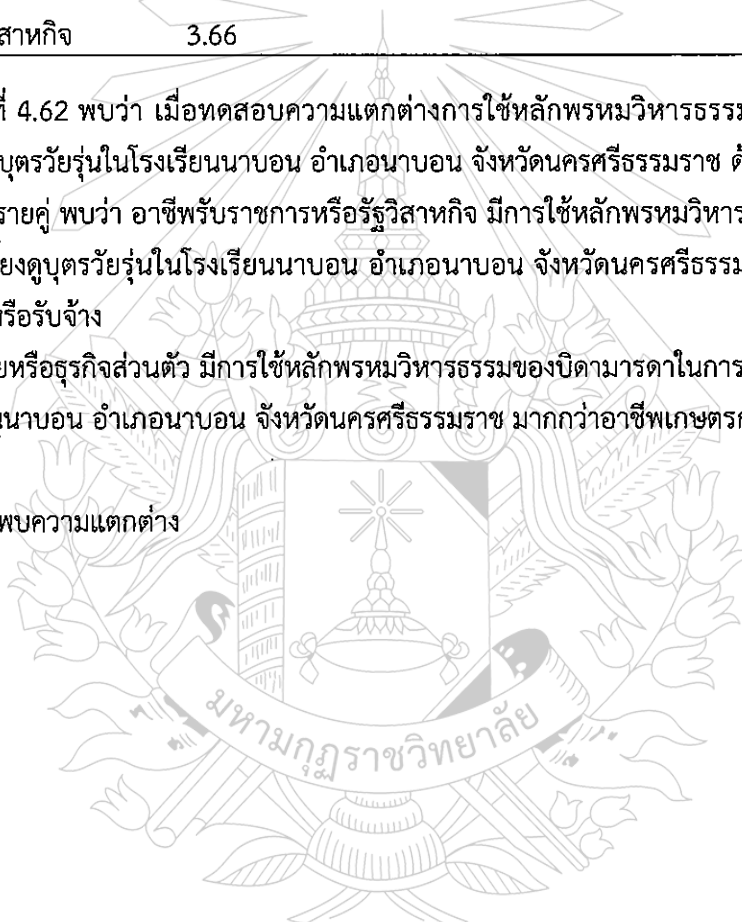 สาหกิจ 3.66
ที่ 4.62 พบว่า เมื่อทดสอบความแตกต่างการใช้หลักพรหมวิหารธรรม
บุตรวัยรุ่นในโรงเรียนนาบอน อำเภอนาบอน จังหวัดนครศรีธรรมราช
รายคู่ พบว่า อาชีพรับราชการหรือรัฐวิสาหกิจ มีการใช้หลักพรหมวิหาร
ยงดูบุตรวัยรุ่นในโรงเรียนนาบอน อำเภอนาบอน จังหวัดนครศรีธรรม
รือรับจ้าง
ยหรือธุรกิจส่วนตัว มีการใช้หลักพรหมวิหารธรรมของบิดามารดาในการ
นาบอน อำเภอนาบอน จังหวัดนครศรีธรรมราช มากกว่าอาชีพเกษตรก
พบความแตกต่าง
มหามกุฏราชวิทยาลัย